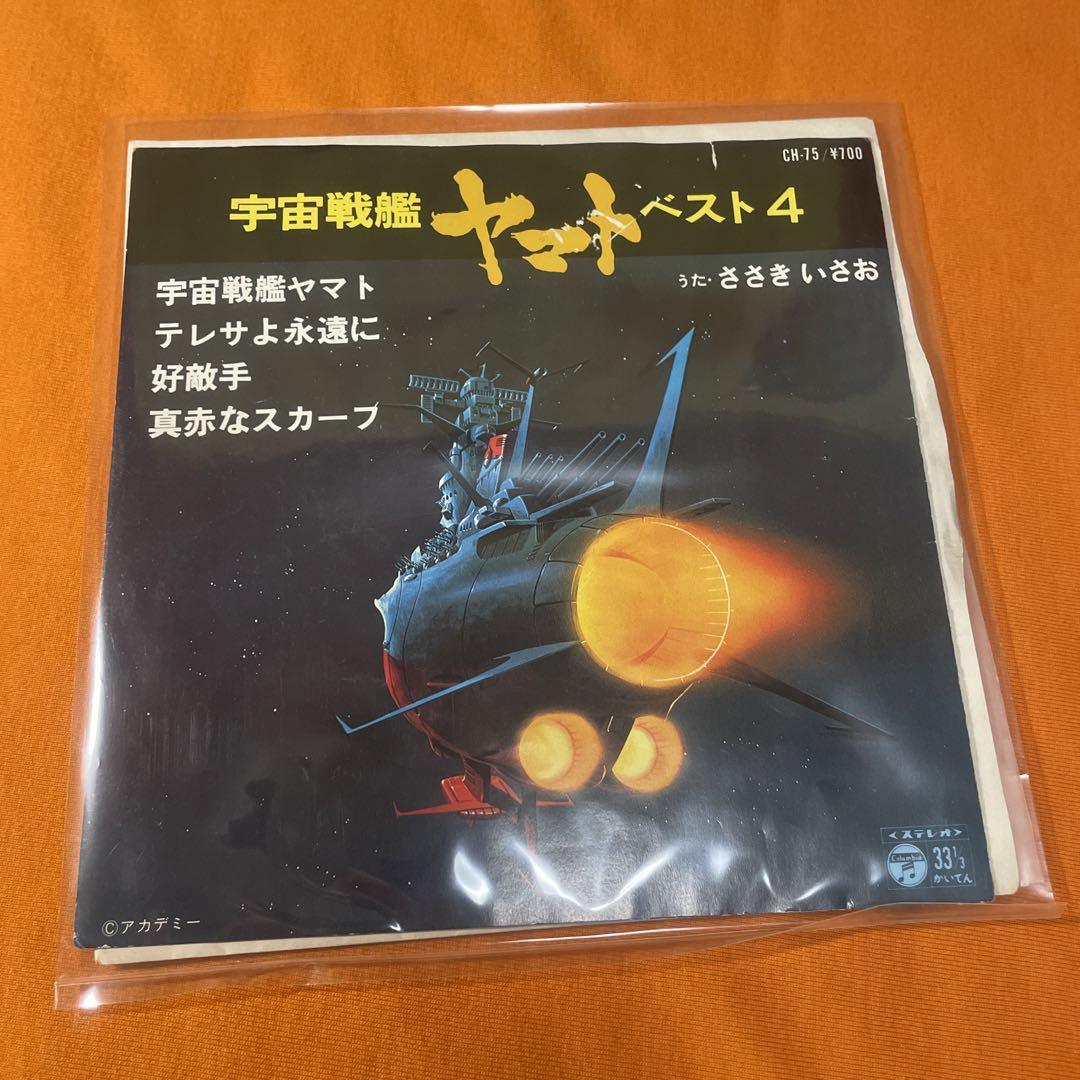 CH-75/¥700
宇宙戦艦ヤマトベスト4
うた・ささきいさお
宇宙戦艦ヤマト
テレサよ永遠に
好敵手
真赤なスカーフ
<ステレオ>
Columbia
33 1/3
かいてん
©アカデミー